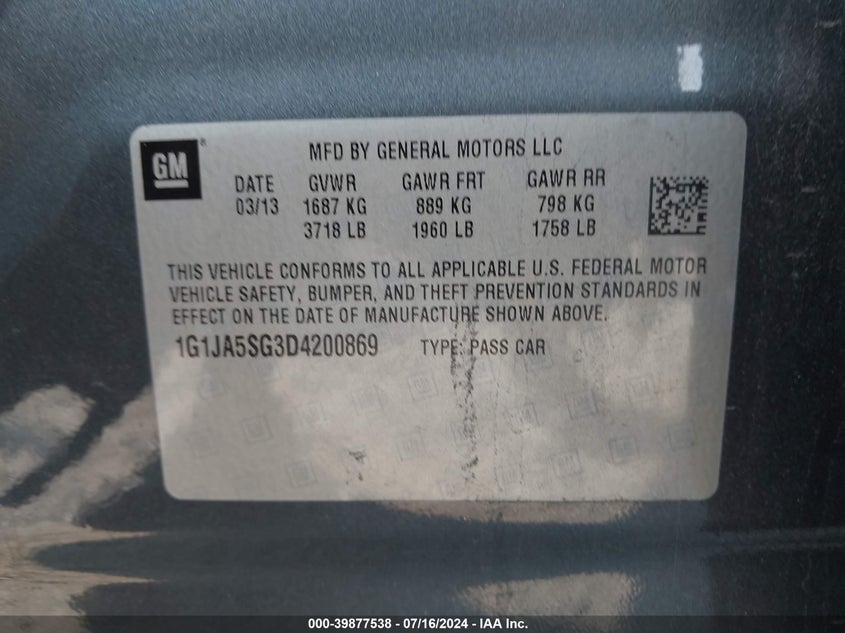 GM ®
MFD BY GENERAL MOTORS LLC
DATE GVWR GAWR FRT GAWR RR
03/13 1687 KG 889 KG 798 KG
3718 LB 1960 LB 1758 LB
THIS VEHICLE CONFORMS TO ALL APPLICABLE U.S. FEDERAL MOTOR
VEHICLE SAFETY, BUMPER, AND THEFT PREVENTION STANDARDS IN
EFFECT ON THE DATE OF MANUFACTURE SHOWN ABOVE.
1G1JA5SG3D4200869 TYPE: PASS CAR
000-39877538 - 07/16/2024 - IAA Inc.